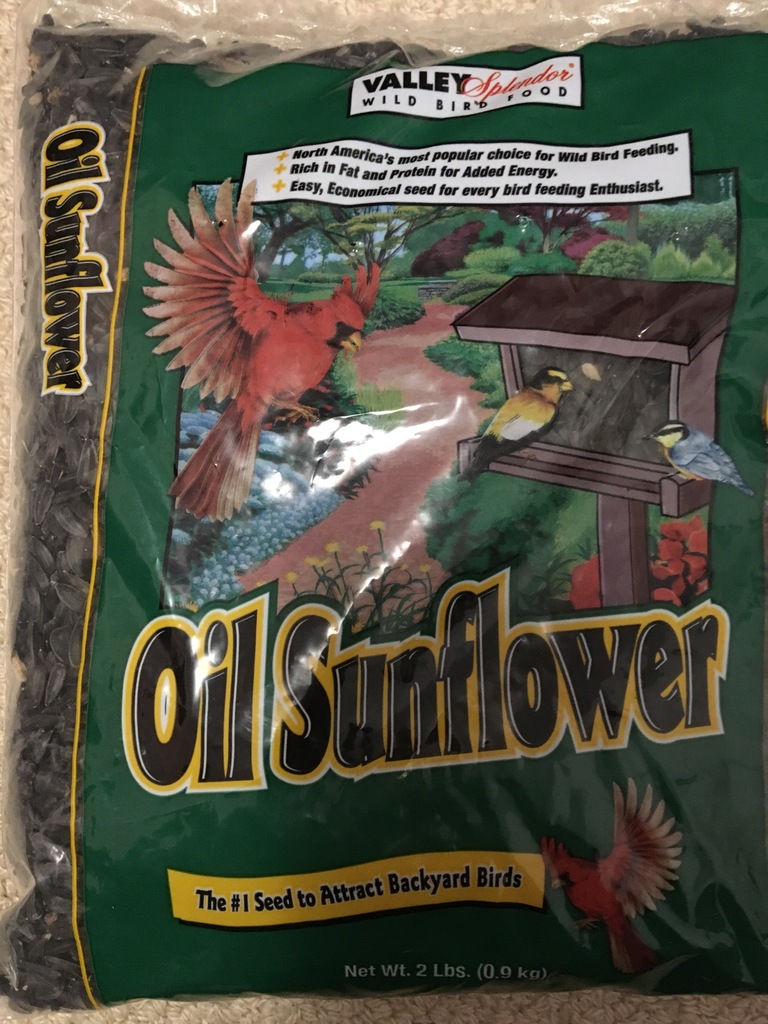 VALLEY Splendor®
WILD BIRD FOOD
+ North America's most popular choice for Wild Bird Feeding.
+ Rich in Fat and Protein for Added Energy.
+ Easy, Economical seed for every bird feeding Enthusiast.
Oil Sunflower
Oil Sunflower
The #1 Seed to Attract Backyard Birds
Net Wt. 2 Lbs. (0.9 kg)